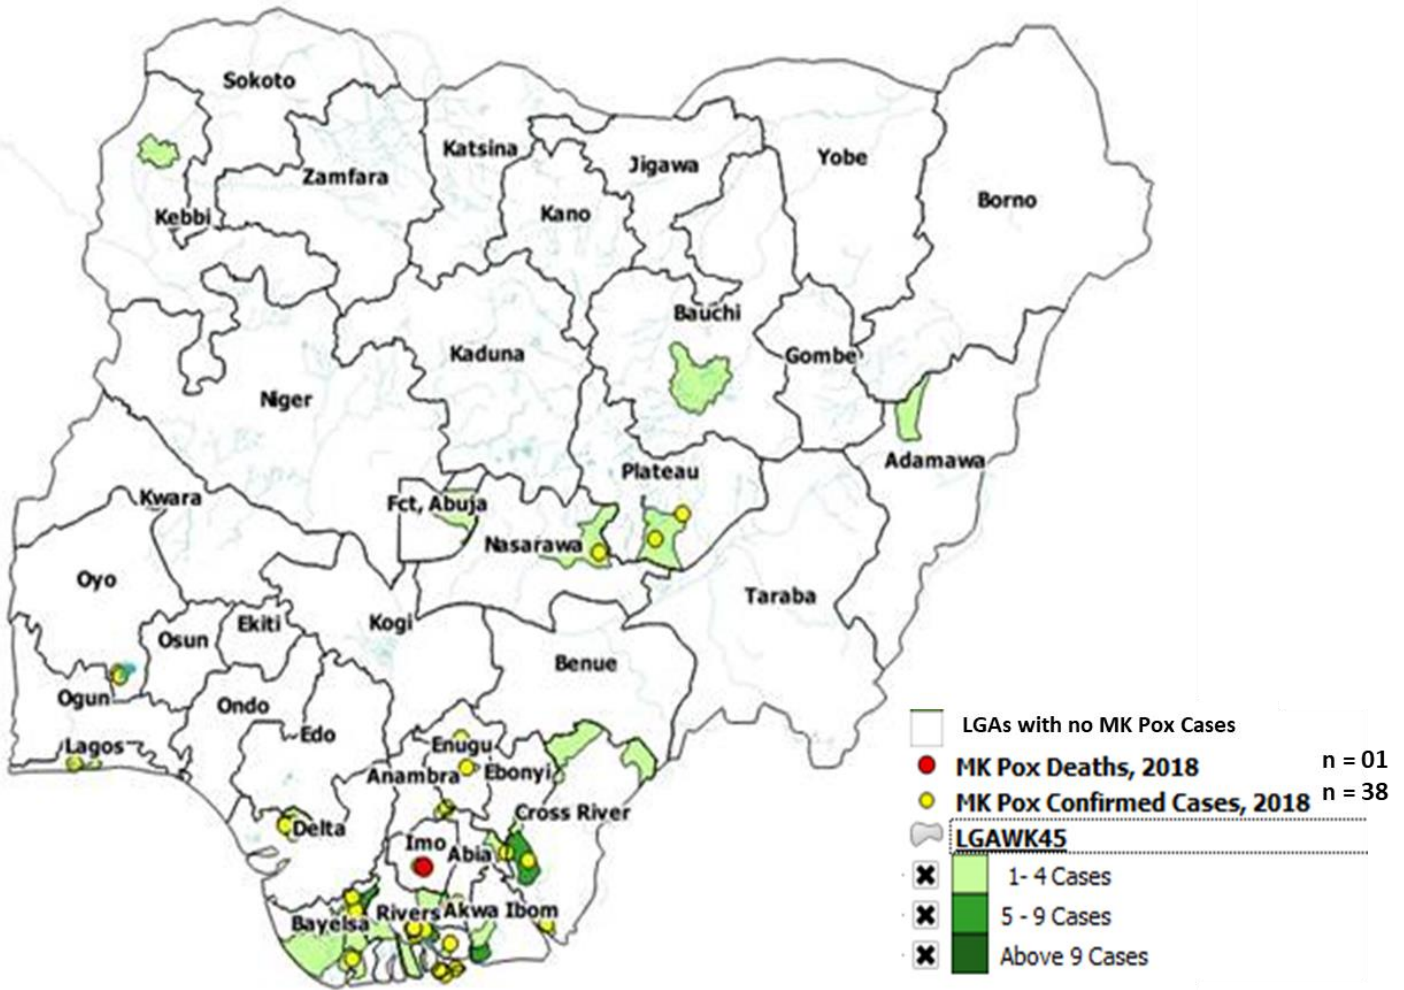 Sokoto
Katsina
Zamfara
Jigawa
Yobe
Borno
Kebbi
Kano
Bauchi
Kaduna
Gombe
Niger
Plateau
Adamawa
Kwara
Fct, Abuja
Nasarawa
Oyo
Taraba
Osun
Ekiti
Kogi
Benue
Ogun
Ondo
Edo
Lagos
Enugu
Anambra
Ebonyi
Cross River
Delta
Imo
Abia
Bayelsa
Rivers
Akwa Ibom
LGAs with no MK Pox Cases
MK Pox Deaths, 2018 n = 01
MK Pox Confirmed Cases, 2018 n = 38
LGAWK45
1- 4 Cases
5 - 9 Cases
Above 9 Cases